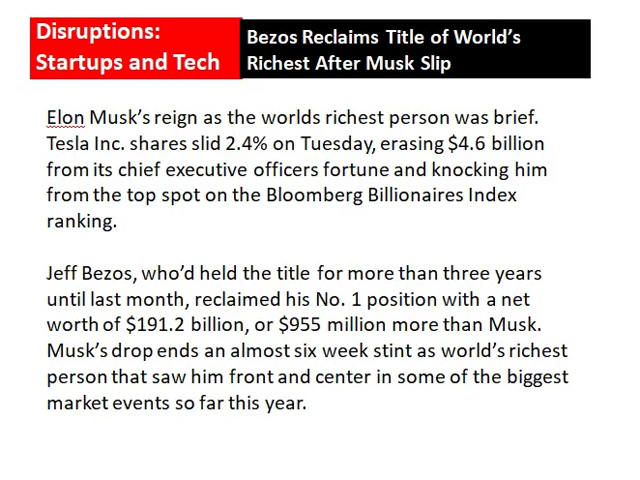 Disruptions:
Startups and Tech
Bezos Reclaims Title of World's
Richest After Musk Slip
Elon Musk's reign as the worlds richest person was brief.
Tesla Inc. shares slid 2.4% on Tuesday, erasing $4.6 billion
from its chief executive officers fortune and knocking him
from the top spot on the Bloomberg Billionaires Index
ranking.
Jeff Bezos, who'd held the title for more than three years
until last month, reclaimed his No. 1 position with a net
worth of $191.2 billion, or $955 million more than Musk.
Musk's drop ends an almost six week stint as world's richest
person that saw him front and center in some of the biggest
market events so far this year.